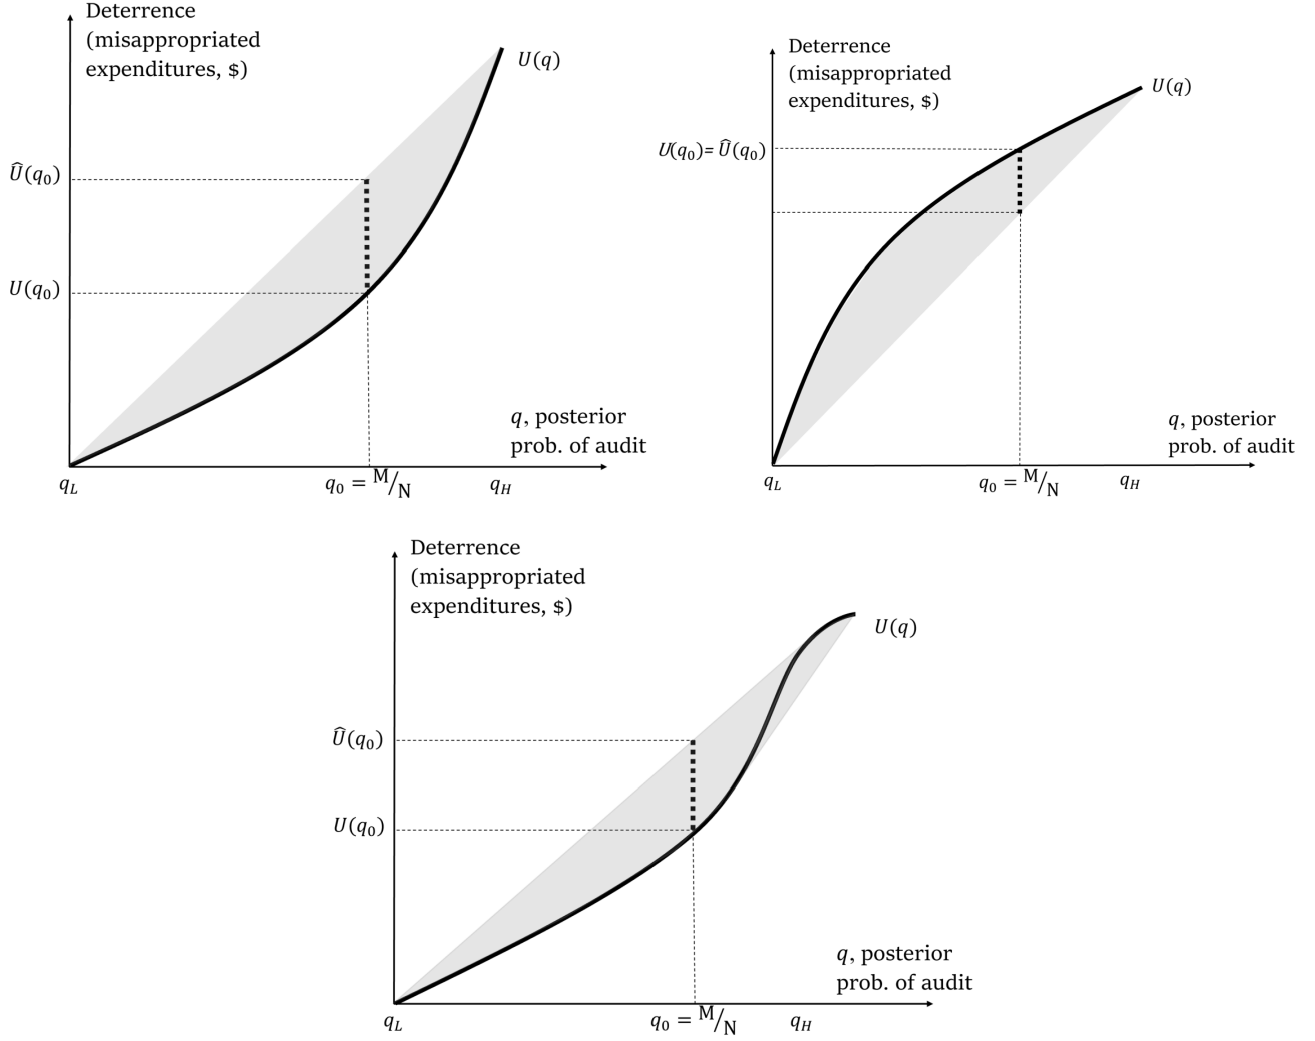 Deterrence
(misappropriated
expenditures, $)
U(q)
Û(q₀)
U(q₀)
q, posterior
prob. of audit
q_L
q₀ = M/N
q_H
Deterrence
(misappropriated
expenditures, $)
U(q)
U(q₀)= Û(q₀)
q, posterior
prob. of audit
q_L
q₀ = M/N
q_H
Deterrence
(misappropriated
expenditures, $)
U(q)
Û(q₀)
U(q₀)
q, posterior
prob. of audit
q_L
q₀ = M/N
q_H